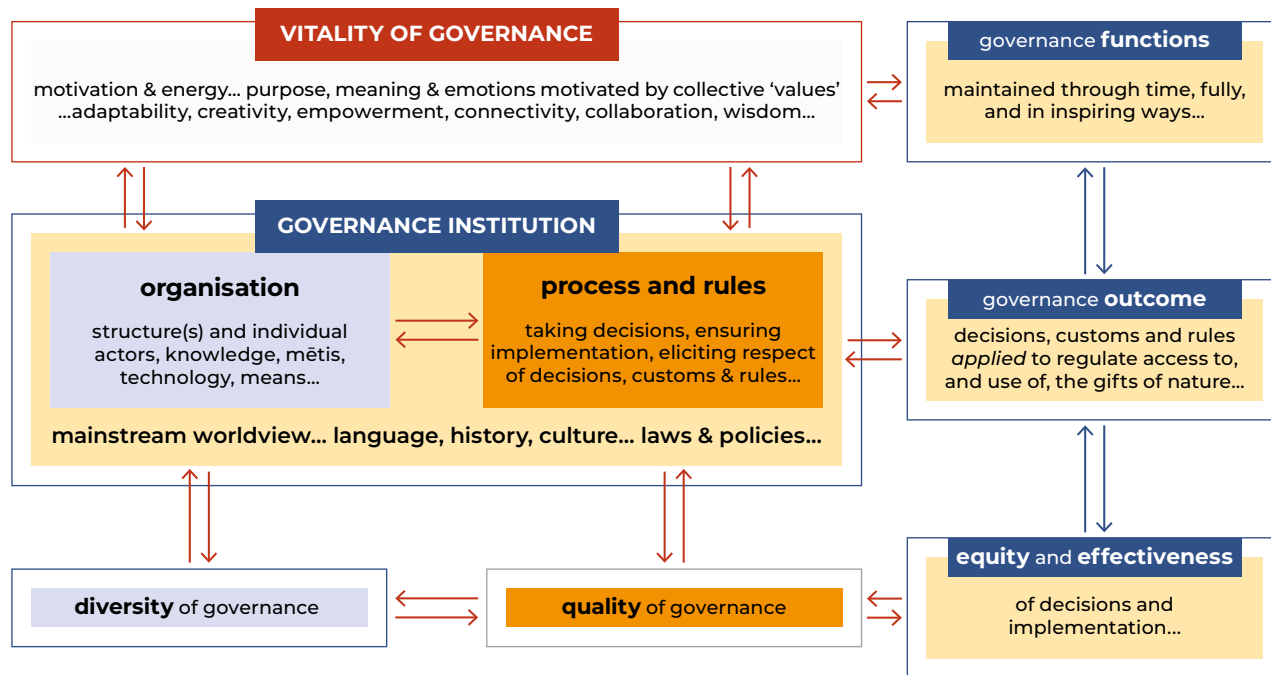 VITALITY OF GOVERNANCE
motivation & energy... purpose, meaning & emotions motivated by collective ‘values’
...adaptability, creativity, empowerment, connectivity, collaboration, wisdom...
governance functions
maintained through time, fully,
and in inspiring ways...
GOVERNANCE INSTITUTION
organisation
structure(s) and individual
actors, knowledge, mētis,
technology, means...
process and rules
taking decisions, ensuring
implementation, eliciting respect
of decisions, customs & rules...
mainstream worldview... language, history, culture... laws & policies...
governance outcome
decisions, customs and rules
applied to regulate access to,
and use of, the gifts of nature...
diversity of governance
quality of governance
equity and effectiveness
of decisions and
implementation...